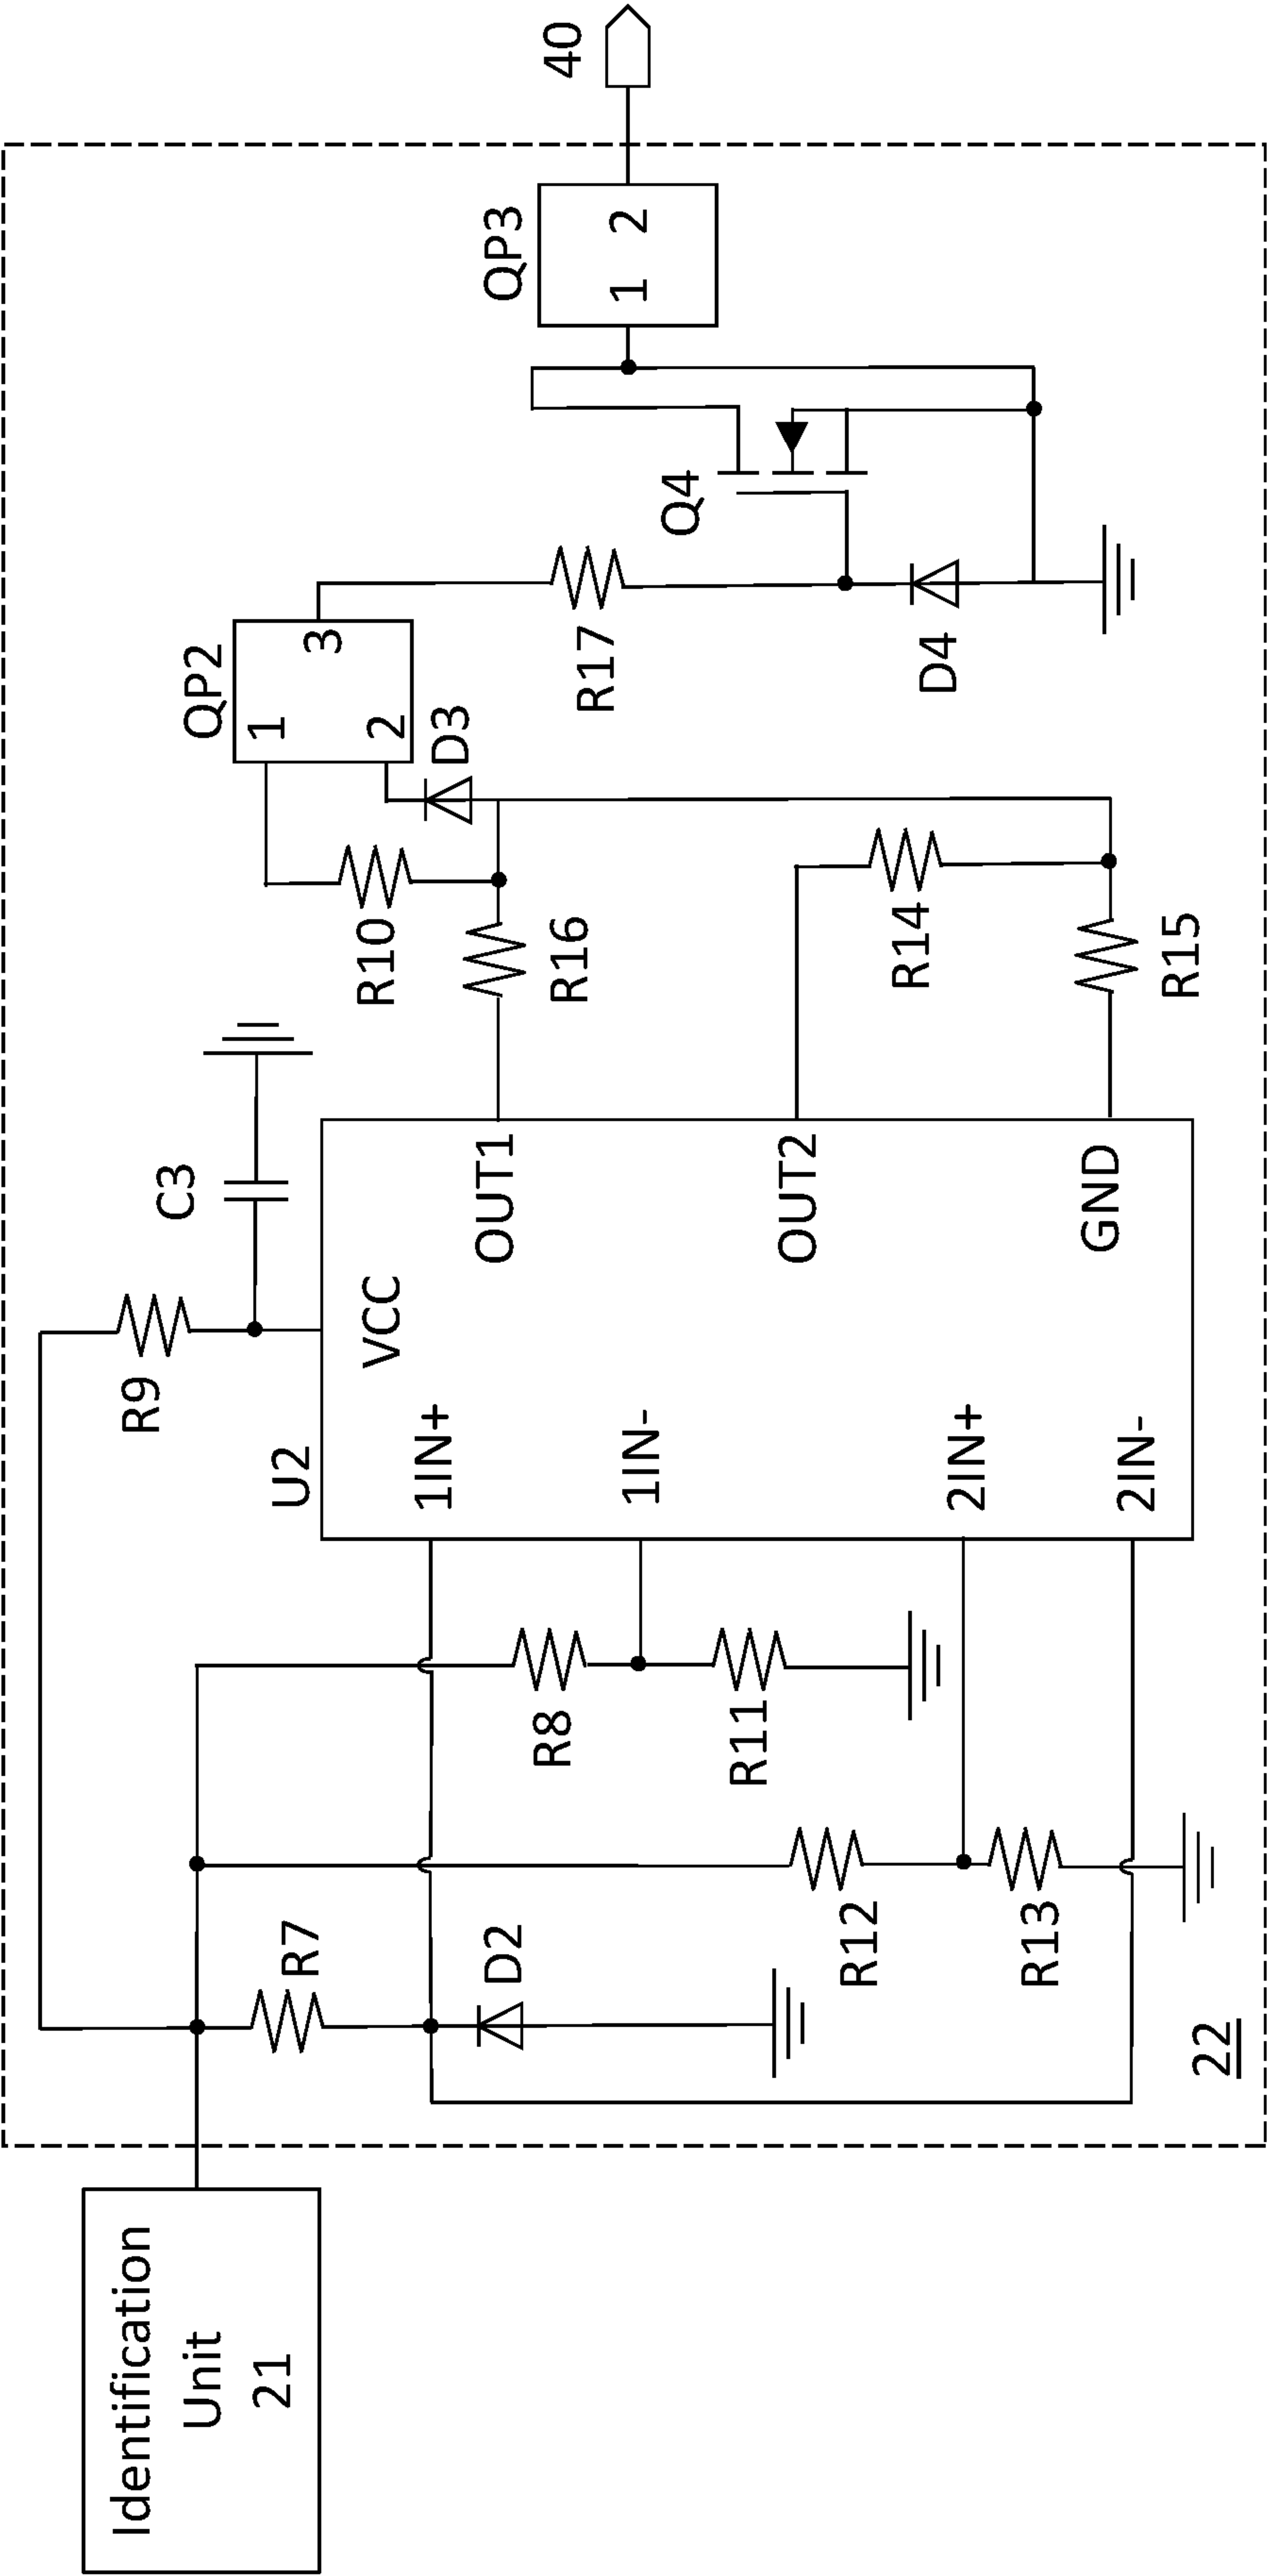 Identification
Unit
21
22
R7
D2
R12
R13
R8
R11
R9
C3
U2
VCC
1IN+
1IN-
2IN+
2IN-
OUT1
OUT2
GND
R10
R16
R14
R15
D3
QP2
1
2
3
R17
D4
Q4
QP3
1 2
40